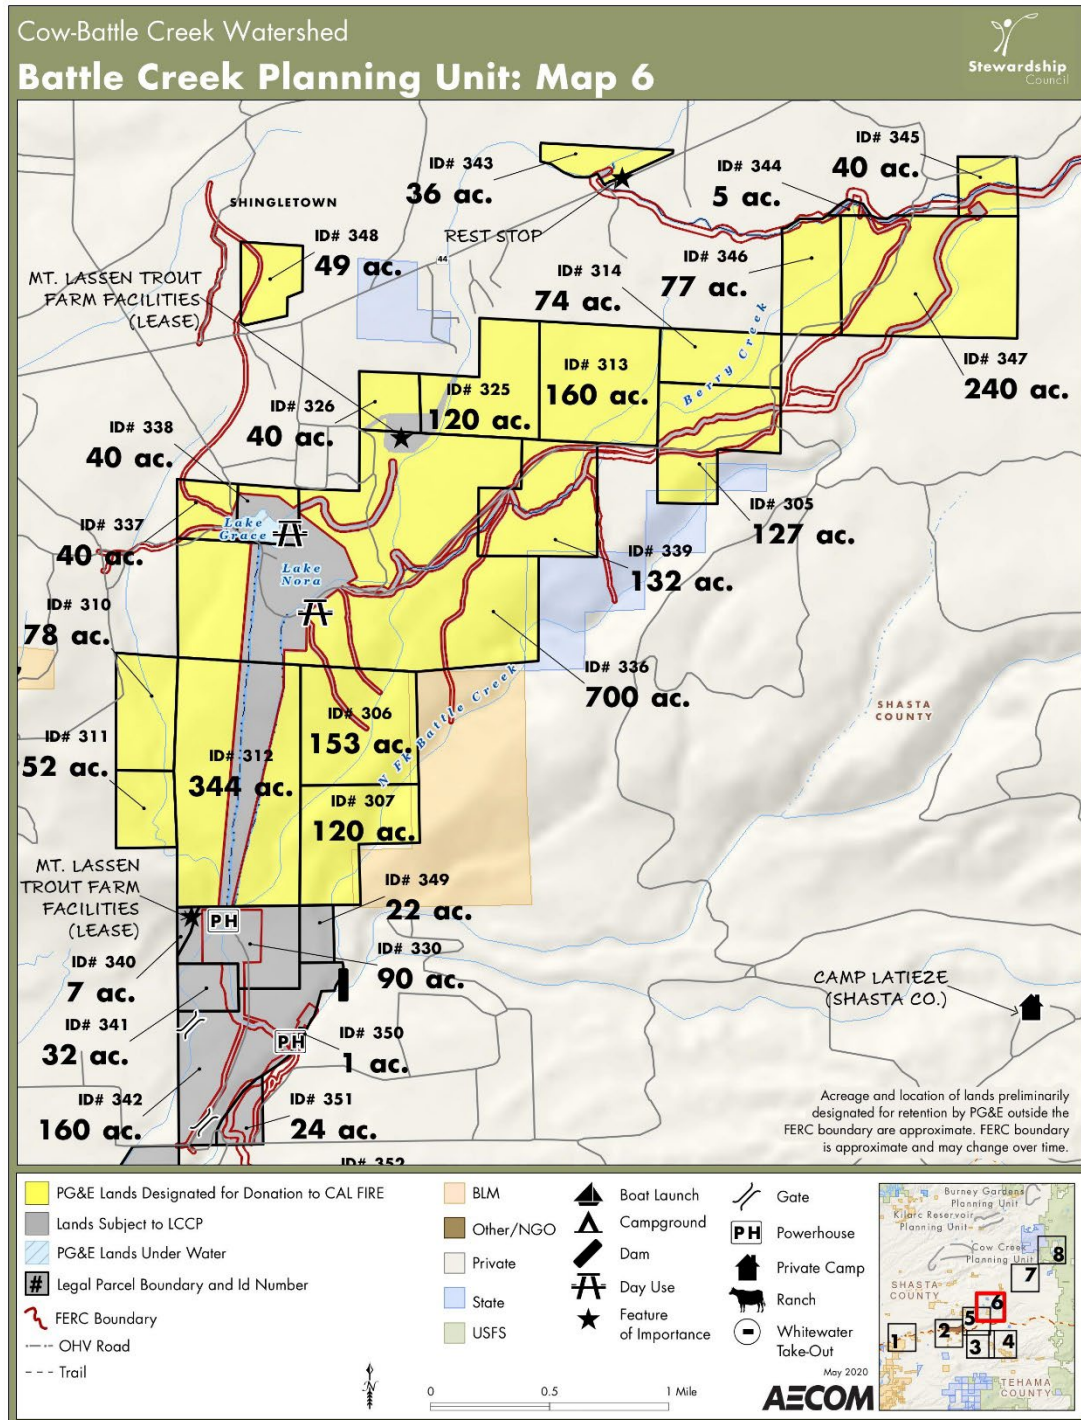 Cow-Battle Creek Watershed
Battle Creek Planning Unit: Map 6
Stewardship
Council
ID# 345
40 ac.
ID# 343
36 ac.
ID# 344
5 ac.
SHINGLETOWN
ID# 348
49 ac.
REST STOP
44
ID# 346
77 ac.
ID# 314
74 ac.
MT. LASSEN TROUT
FARM FACILITIES
(LEASE)
Berry Creek
ID# 347
240 ac.
ID# 313
160 ac.
ID# 325
120 ac.
ID# 326
40 ac.
ID# 338
40 ac.
ID# 305
127 ac.
ID# 337
40 ac.
Lake
Grace
Lake
Nora
ID# 339
132 ac.
ID# 310
78 ac.
ID# 336
700 ac.
N Fk Battle Creek
SHASTA
COUNTY
ID# 306
153 ac.
ID# 311
52 ac.
ID# 312
344 ac.
ID# 307
120 ac.
MT. LASSEN
TROUT FARM
FACILITIES
(LEASE)
PH
ID# 349
22 ac.
ID# 330
90 ac.
ID# 340
7 ac.
CAMP LATIEZE
(SHASTA CO.)
ID# 341
32 ac.
PH
ID# 350
1 ac.
ID# 342
160 ac.
ID# 351
24 ac.
ID# 352
Acreage and location of lands preliminarily
designated for retention by PG&E outside the
FERC boundary are approximate. FERC boundary
is approximate and may change over time.
PG&E Lands Designated for Donation to CAL FIRE
Lands Subject to LCCP
PG&E Lands Under Water
# Legal Parcel Boundary and Id Number
FERC Boundary
OHV Road
Trail
BLM
Other/NGO
Private
State
USFS
Boat Launch
Campground
Dam
Day Use
Feature
of Importance
Gate
PH Powerhouse
Private Camp
Ranch
Whitewater
Take-Out
N
0 0.5 1 Mile
May 2020
AECOM
Burney Gardens
Planning Unit
Kilarc Reservoir
Planning Unit
Cow Creek
Planning Unit
SHASTA
COUNTY
8
7
6
5
1
2
3
4
TEHAMA
COUNTY